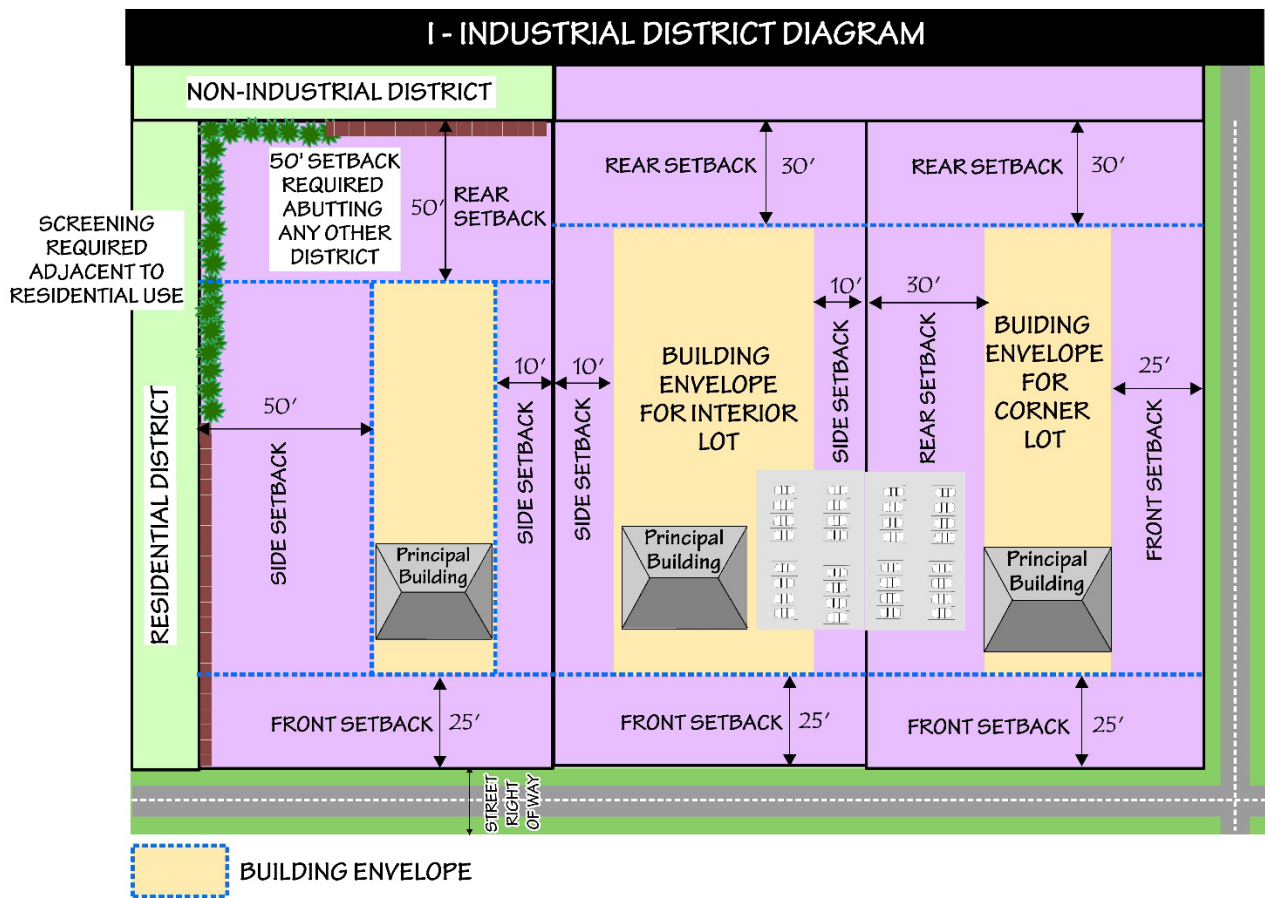 I - INDUSTRIAL DISTRICT DIAGRAM
NON-INDUSTRIAL DISTRICT
SCREENING
REQUIRED
ADJACENT TO
RESIDENTIAL USE
RESIDENTIAL DISTRICT
50' SETBACK
REQUIRED
ABUTTING
ANY OTHER
DISTRICT
50'
REAR
SETBACK
50'
SIDE SETBACK
10'
SIDE SETBACK
Principal
Building
FRONT SETBACK
25'
REAR SETBACK
30'
10'
SIDE SETBACK
BUILDING
ENVELOPE
FOR INTERIOR
LOT
10'
SIDE SETBACK
Principal
Building
FRONT SETBACK
25'
REAR SETBACK
30'
30'
REAR SETBACK
BUIDING
ENVELOPE
FOR
CORNER
LOT
25'
FRONT SETBACK
Principal
Building
FRONT SETBACK
25'
STREET
RIGHT
OF WAY
BUILDING ENVELOPE